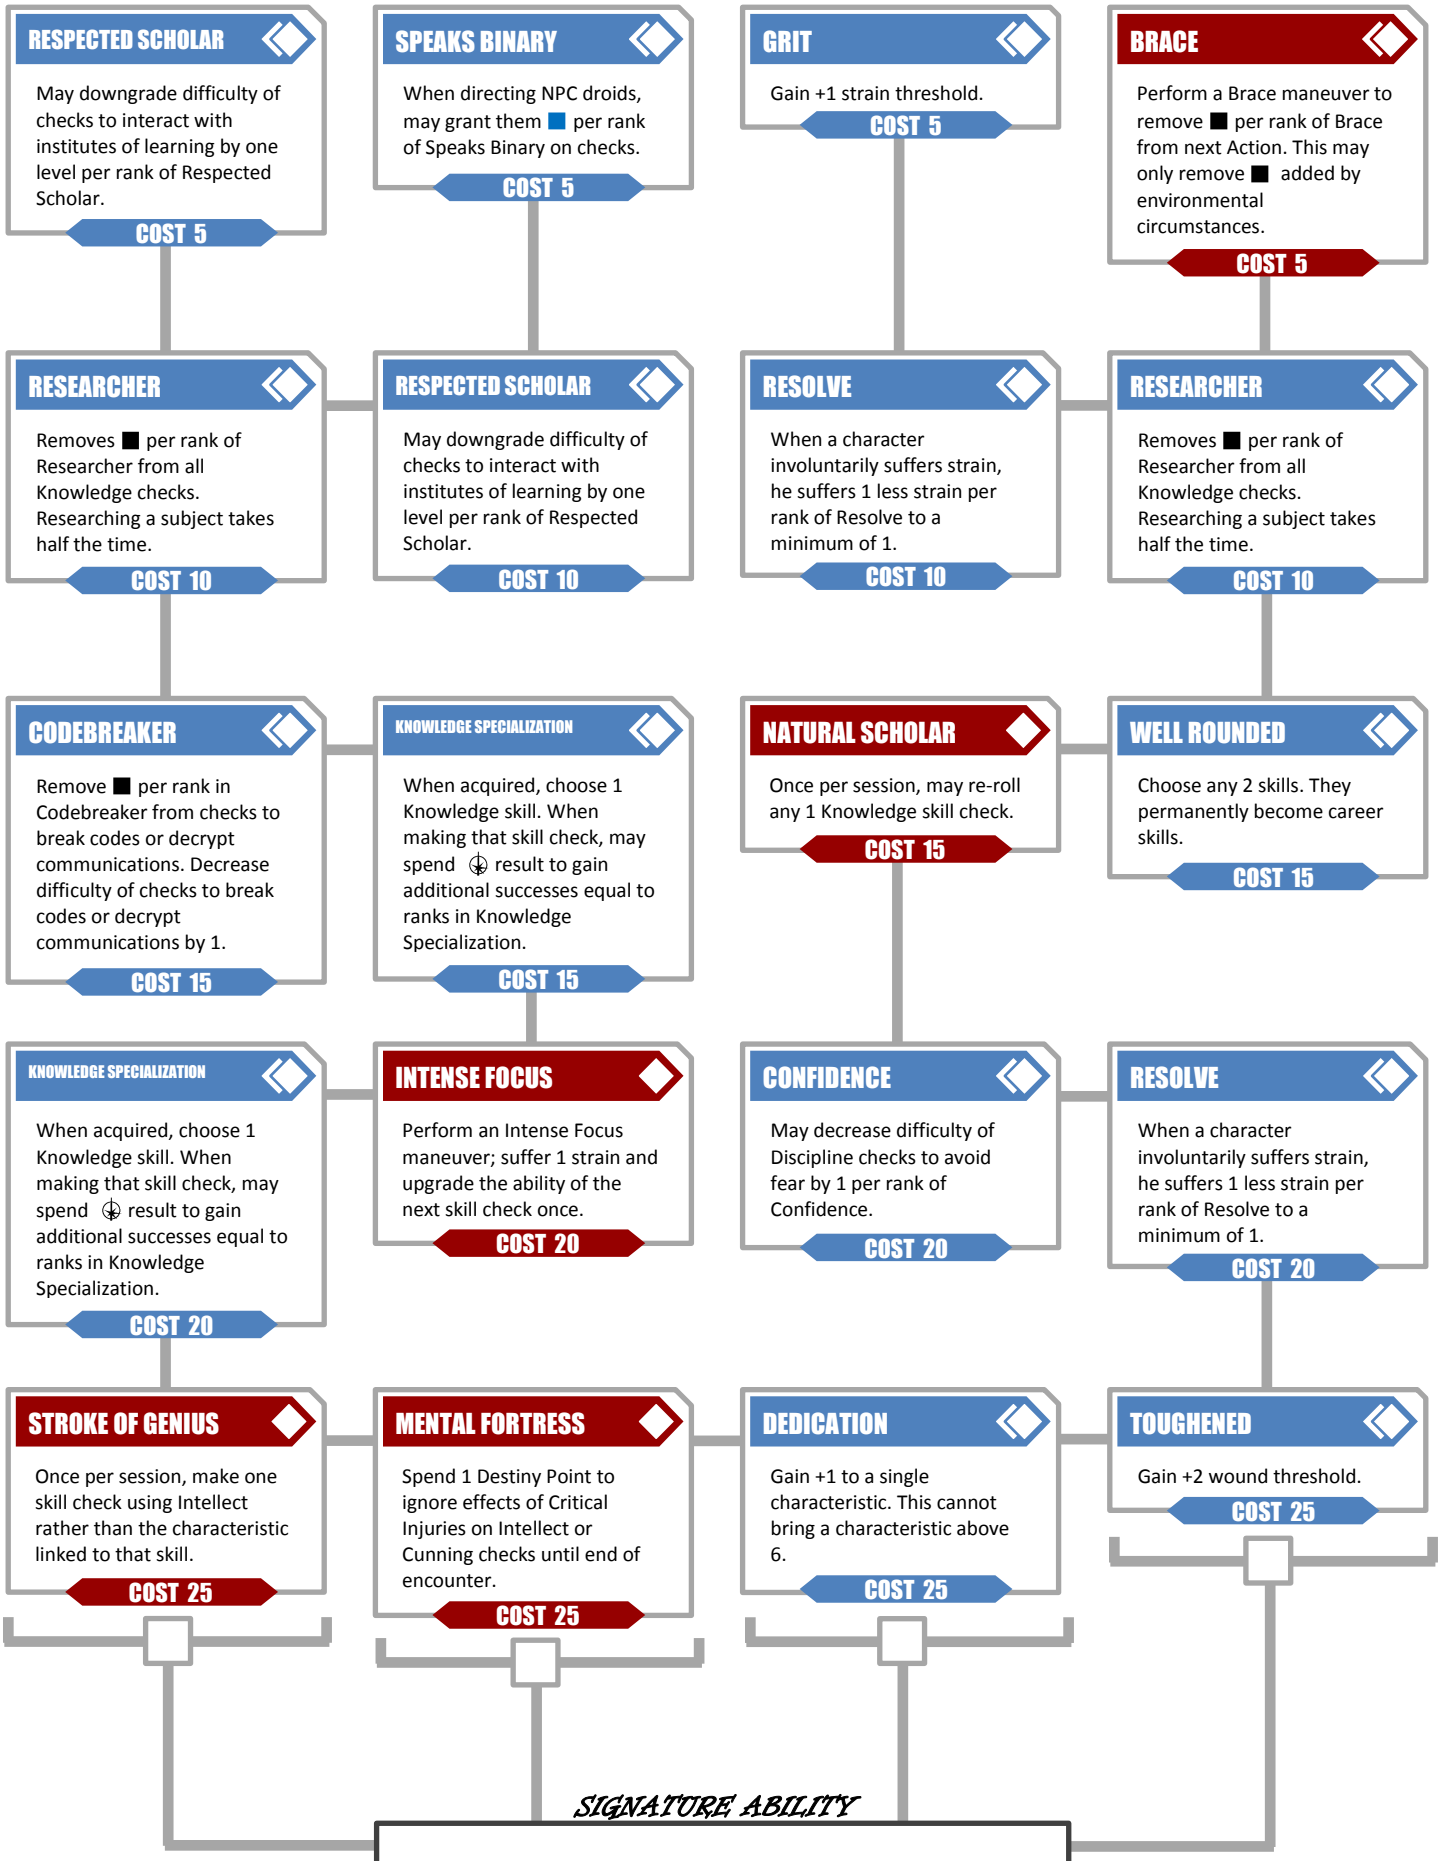 RESPECTED SCHOLAR
May downgrade difficulty of
checks to interact with
institutes of learning by one
level per rank of Respected
Scholar.
COST 5
SPEAKS BINARY
When directing NPC droids,
may grant them per rank
of Speaks Binary on checks.
COST 5
GRIT
Gain +1 strain threshold.
COST 5
BRACE
Perform a Brace maneuver to
remove per rank of Brace
from next Action. This may
only remove added by
environmental
circumstances.
COST 5
RESEARCHER
Removes per rank of
Researcher from all
Knowledge checks.
Researching a subject takes
half the time.
COST 10
RESPECTED SCHOLAR
May downgrade difficulty of
checks to interact with
institutes of learning by one
level per rank of Respected
Scholar.
COST 10
RESOLVE
When a character
involuntarily suffers strain,
he suffers 1 less strain per
rank of Resolve to a
minimum of 1.
COST 10
RESEARCHER
Removes per rank of
Researcher from all
Knowledge checks.
Researching a subject takes
half the time.
COST 10
CODEBREAKER
Remove per rank in
Codebreaker from checks to
break codes or decrypt
communications. Decrease
difficulty of checks to break
codes or decrypt
communications by 1.
COST 15
KNOWLEDGE SPECIALIZATION
When acquired, choose 1
Knowledge skill. When
making that skill check, may
spend result to gain
additional successes equal to
ranks in Knowledge
Specialization.
COST 15
NATURAL SCHOLAR
Once per session, may re-roll
any 1 Knowledge skill check.
COST 15
WELL ROUNDED
Choose any 2 skills. They
permanently become career
skills.
COST 15
KNOWLEDGE SPECIALIZATION
When acquired, choose 1
Knowledge skill. When
making that skill check, may
spend result to gain
additional successes equal to
ranks in Knowledge
Specialization.
COST 20
INTENSE FOCUS
Perform an Intense Focus
maneuver; suffer 1 strain and
upgrade the ability of the
next skill check once.
COST 20
CONFIDENCE
May decrease difficulty of
Discipline checks to avoid
fear by 1 per rank of
Confidence.
COST 20
RESOLVE
When a character
involuntarily suffers strain,
he suffers 1 less strain per
rank of Resolve to a
minimum of 1.
COST 20
STROKE OF GENIUS
Once per session, make one
skill check using Intellect
rather than the characteristic
linked to that skill.
COST 25
MENTAL FORTRESS
Spend 1 Destiny Point to
ignore effects of Critical
Injuries on Intellect or
Cunning checks until end of
encounter.
COST 25
DEDICATION
Gain +1 to a single
characteristic. This cannot
bring a characteristic above
6.
COST 25
TOUGHENED
Gain +2 wound threshold.
COST 25
SIGNATURE ABILITY